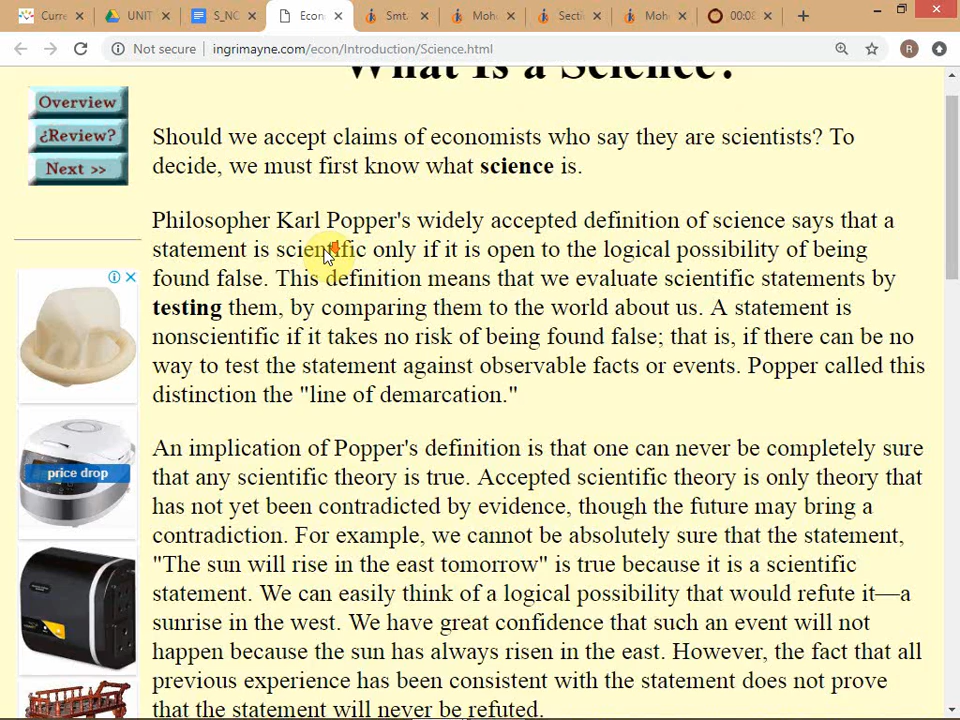 Curre
UNIT
S_NC
Econ
Smt.
Moho
Secti
Moho
00:08
Not secure
ingrimayne.com/econ/Introduction/Science.html
R
What Is a Science?
Overview
¿Review?
Next >>
Should we accept claims of economists who say they are scientists? To
decide, we must first know what science is.
Philosopher Karl Popper's widely accepted definition of science says that a
statement is scientific only if it is open to the logical possibility of being
found false. This definition means that we evaluate scientific statements by
testing them, by comparing them to the world about us. A statement is
nonscientific if it takes no risk of being found false; that is, if there can be no
way to test the statement against observable facts or events. Popper called this
distinction the "line of demarcation."
price drop
An implication of Popper's definition is that one can never be completely sure
that any scientific theory is true. Accepted scientific theory is only theory that
has not yet been contradicted by evidence, though the future may bring a
contradiction. For example, we cannot be absolutely sure that the statement,
"The sun will rise in the east tomorrow" is true because it is a scientific
statement. We can easily think of a logical possibility that would refute it—a
sunrise in the west. We have great confidence that such an event will not
happen because the sun has always risen in the east. However, the fact that all
previous experience has been consistent with the statement does not prove
that the statement will never be refuted.